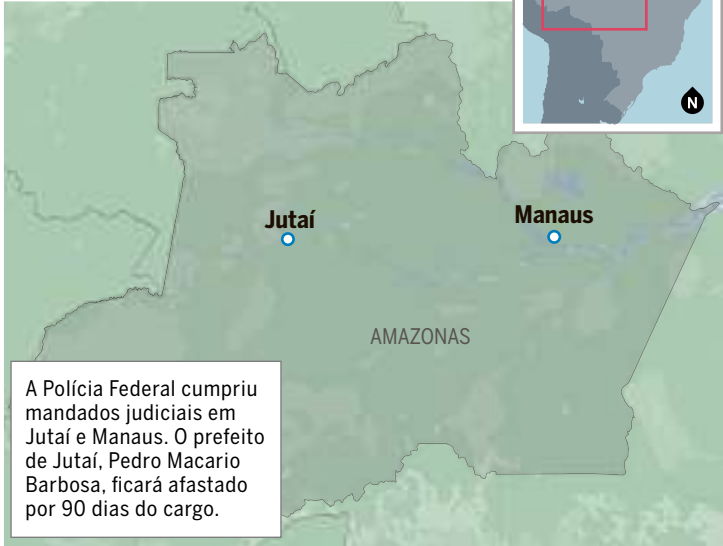 N
Jutaí
Manaus
AMAZONAS
A Polícia Federal cumpriu
mandados judiciais em
Jutaí e Manaus. O prefeito
de Jutaí, Pedro Macario
Barbosa, ficará afastado
por 90 dias do cargo.